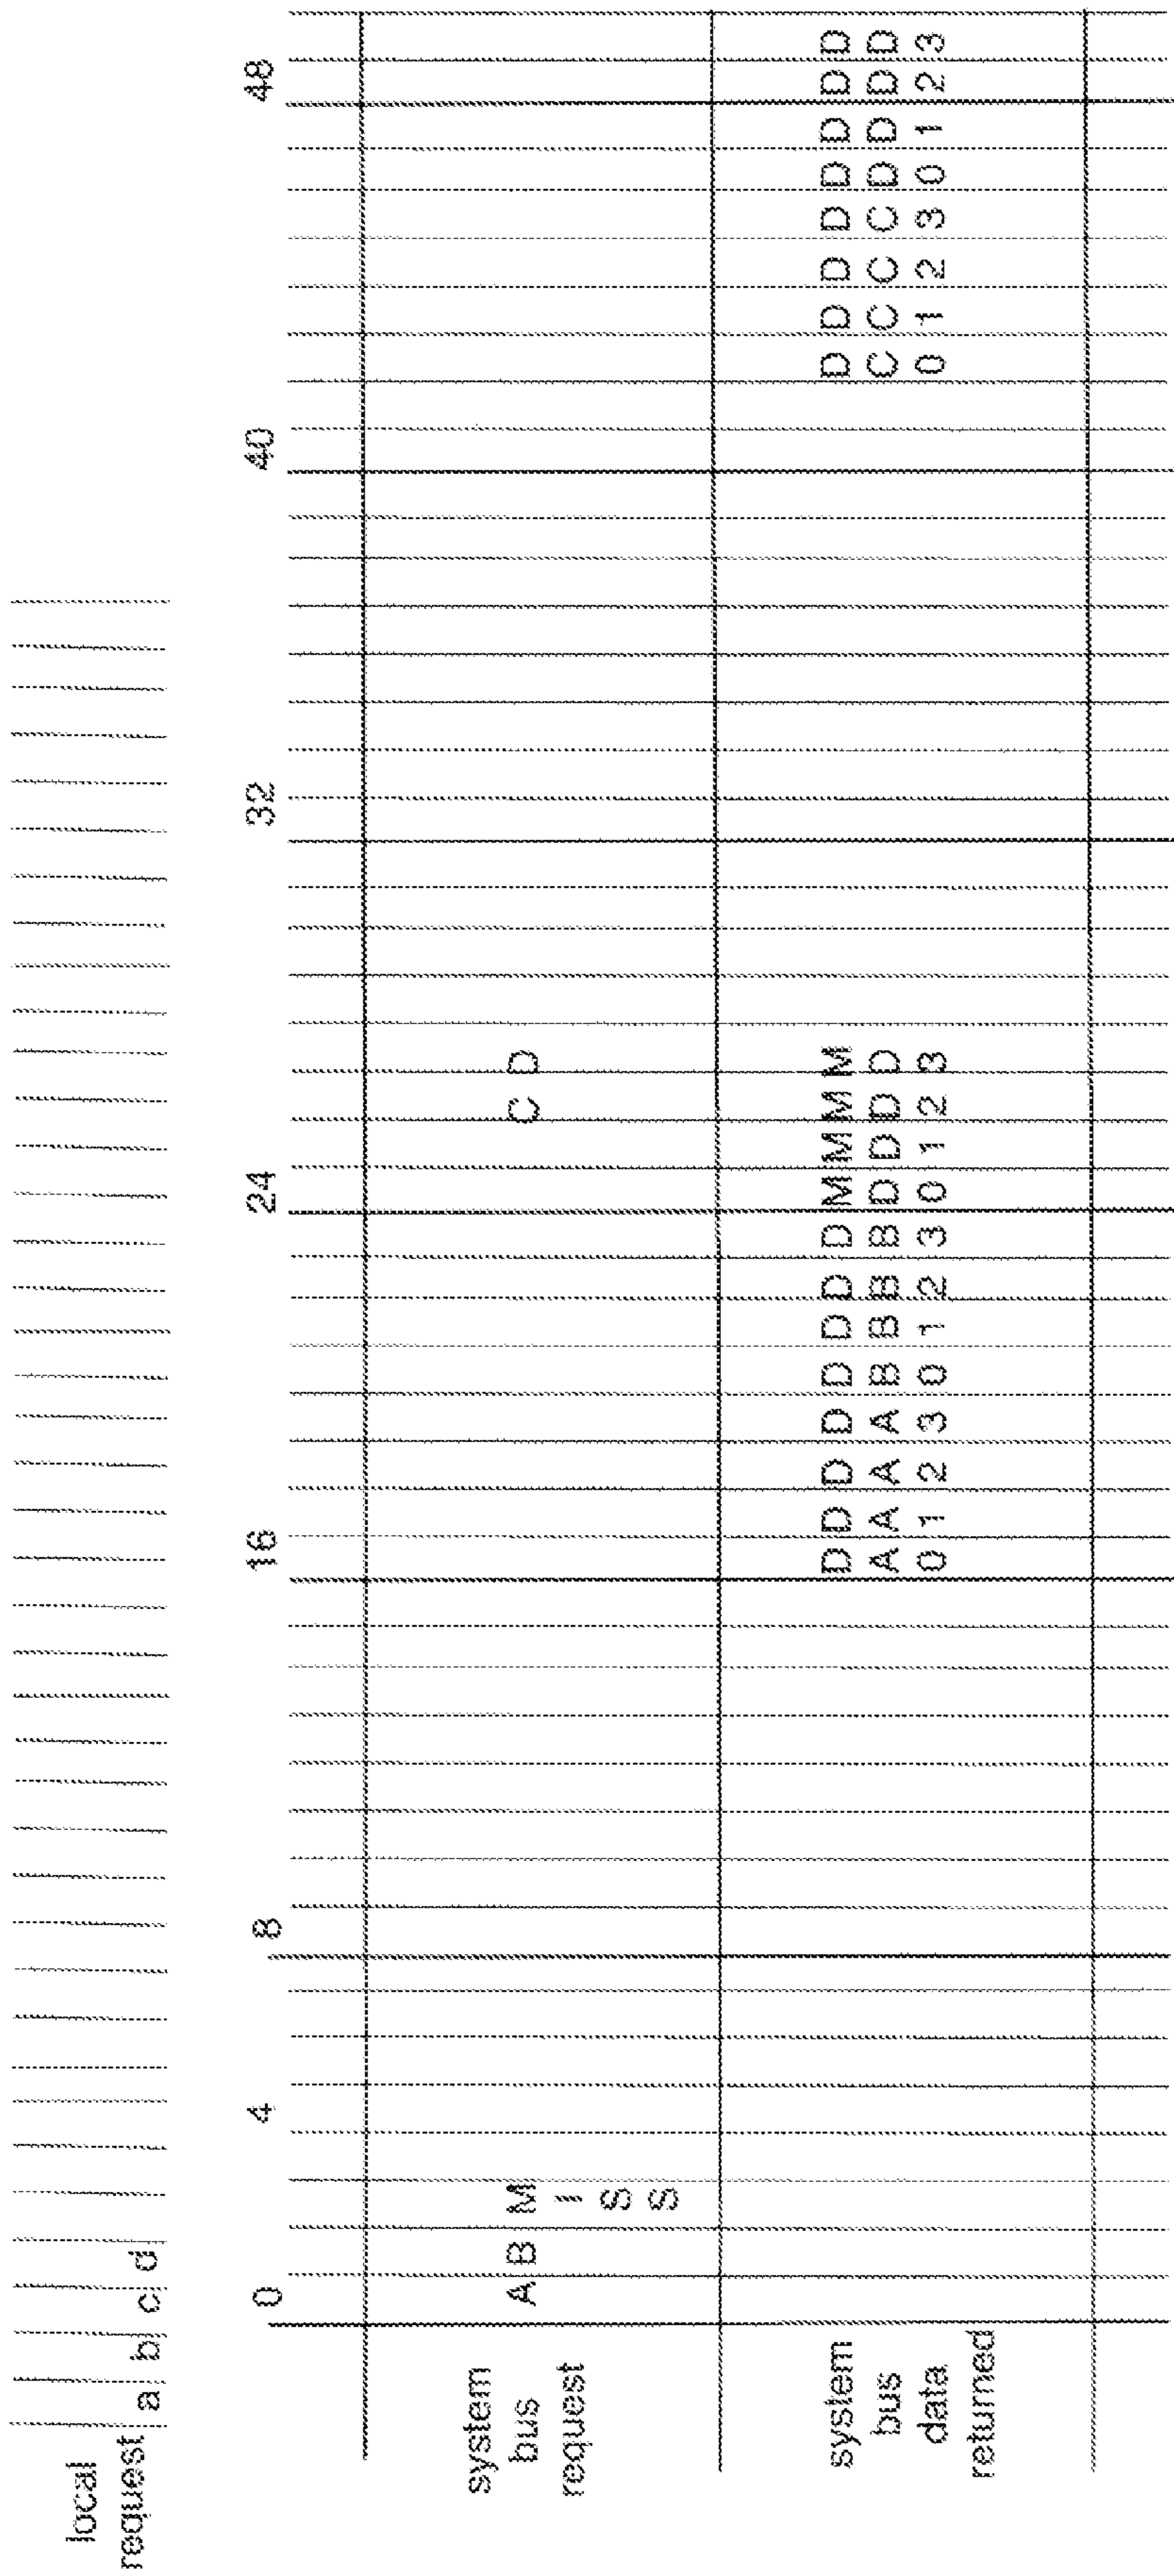 local
request a b c d
0 4 8 16 24 32 40 48
system
bus A B M C D
request I
S
S
system D D D D D D D D M M M M D D D D D D D D
bus A A A A B B B B D D D D C C C C D D D D
data 0 1 2 3 0 1 2 3 0 1 2 3 0 1 2 3 0 1 2 3
returned